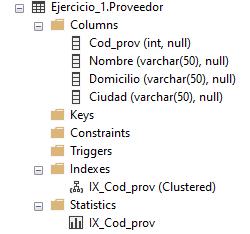 Ejercicio_1.Proveedor
Columns
Cod_prov (int, null)
Nombre (varchar(50), null)
Domicilio (varchar(50), null)
Ciudad (varchar(50), null)
Keys
Constraints
Triggers
Indexes
IX_Cod_prov (Clustered)
Statistics
IX_Cod_prov